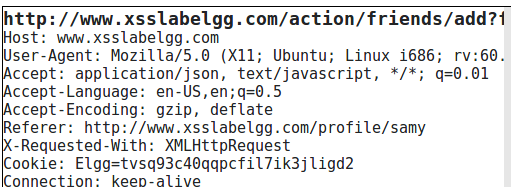 http://www.xsslabelgg.com/action/friends/add?f
Host: www.xsslabelgg.com
User-Agent: Mozilla/5.0 (X11; Ubuntu; Linux i686; rv:60.
Accept: application/json, text/javascript, */*; q=0.01
Accept-Language: en-US,en;q=0.5
Accept-Encoding: gzip, deflate
Referer: http://www.xsslabelgg.com/profile/samy
X-Requested-With: XMLHttpRequest
Cookie: Elgg=tvsq93c40qqpcfil7ik3jligd2
Connection: keep-alive